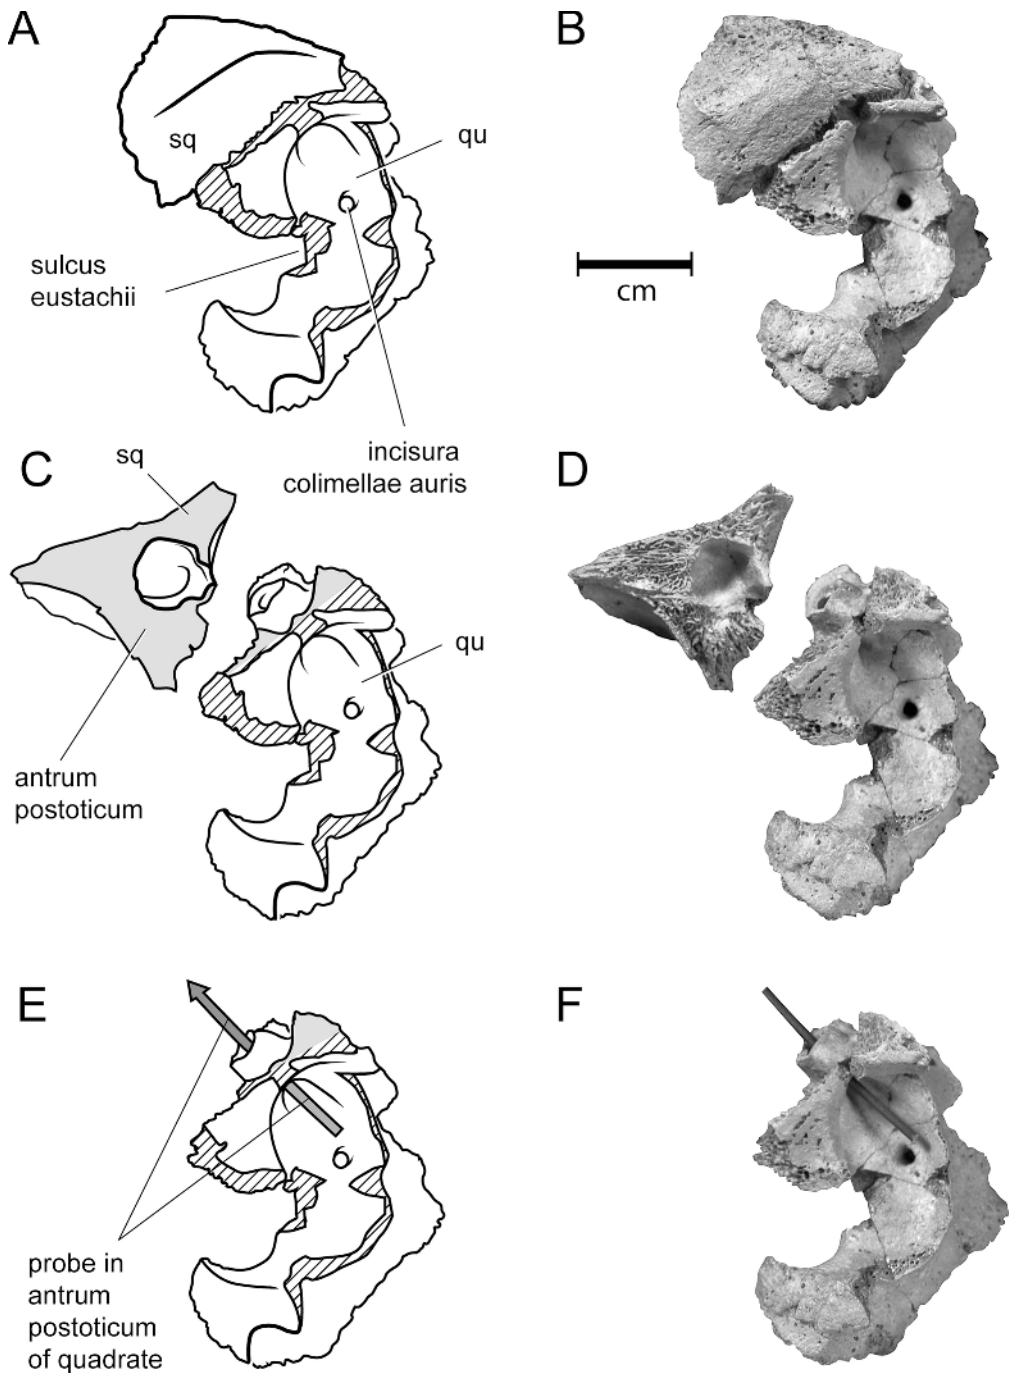 A
B
sq
qu
sulcus
eustachii
cm
incisura
colimellae auris
C
sq
D
qu
antrum
postoticum
E
F
probe in
antrum
postoticum
of quadrate